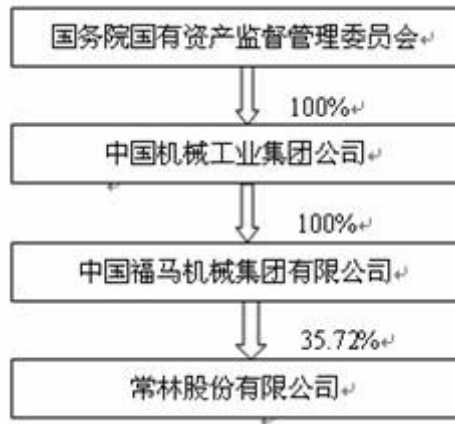 国务院国有资产监督管理委员会
100%
中国机械工业集团公司
100%
中国福马机械集团有限公司
35.72%
常林股份有限公司